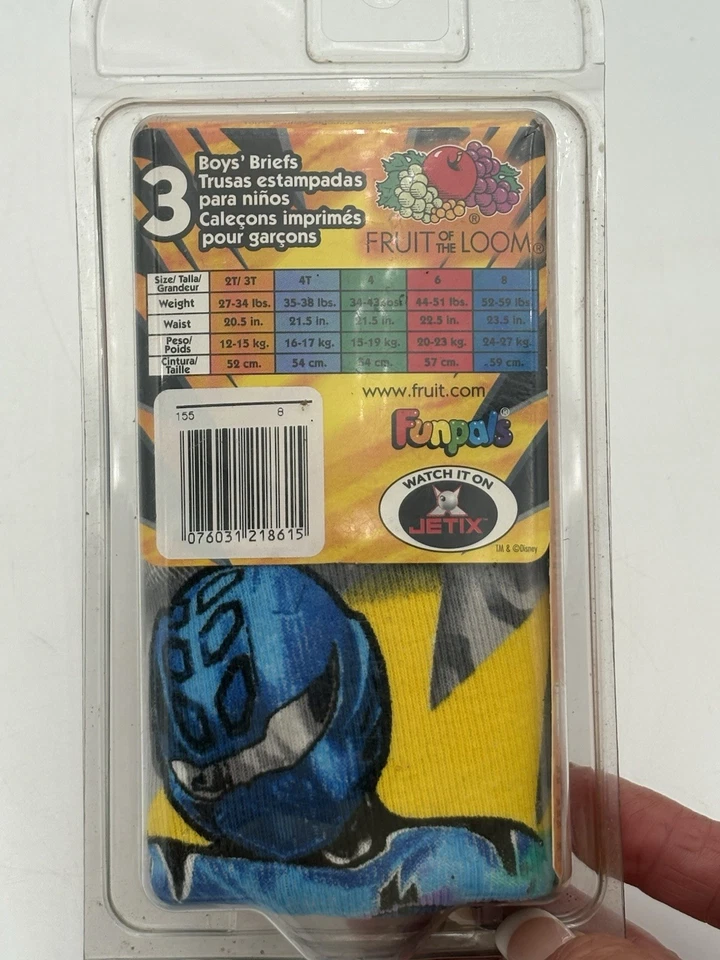 3
Boys' Briefs
Trusas estampadas
para niños
Caleçons imprimés
pour garçons
®
FRUIT OF THE LOOM®
Size/ Talla/ Grandeur 2T/ 3T 4T 4 6 8
Weight 27-34 lbs. 35-38 lbs. 34-43 lbs. 44-51 lbs. 52-59 lbs.
Waist 20.5 in. 21.5 in. 21.5 in. 22.5 in. 23.5 in.
Peso/ Poids 12-15 kg. 16-17 kg. 15-19 kg. 20-23 kg. 24-27 kg.
Cintura/ Taille 52 cm. 54 cm. 54 cm. 57 cm. 59 cm.
www.fruit.com
Funpals®
155 8
076031 218615
WATCH IT ON
JETIX™
TM & ©Disney